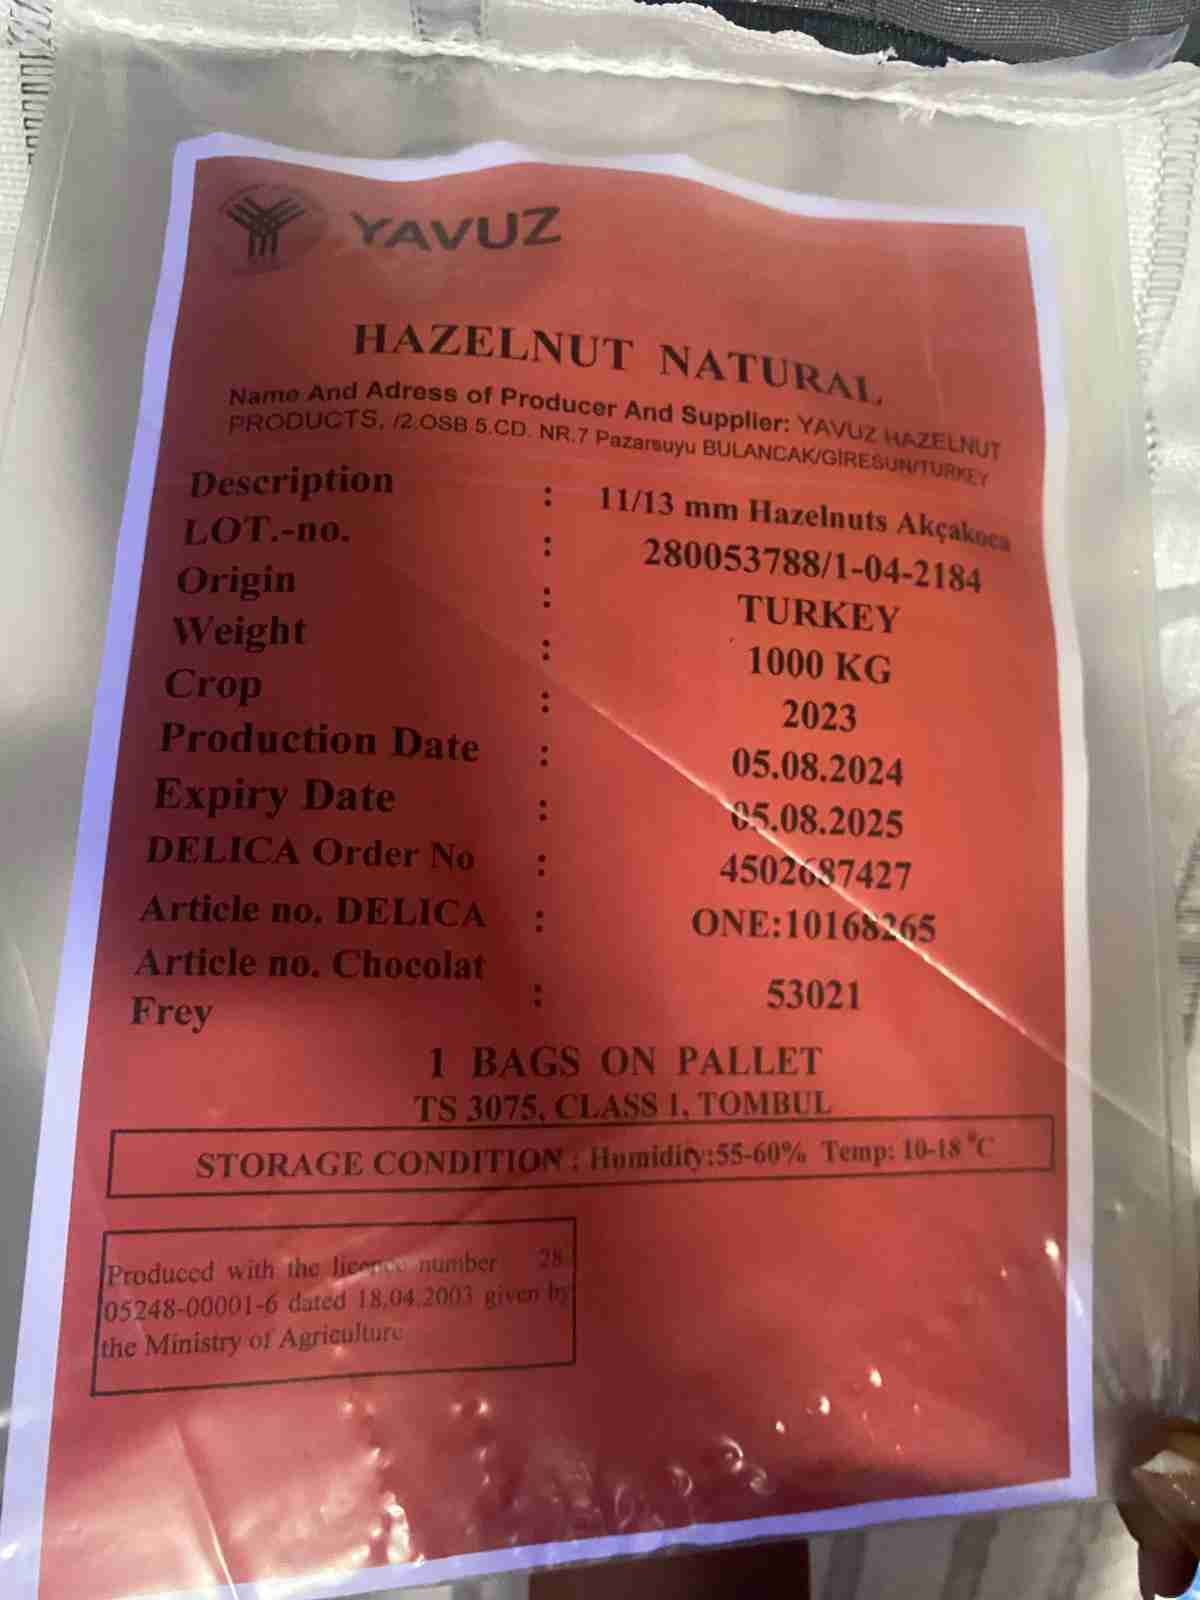 YAVUZ
HAZELNUT NATURAL
Name And Adress of Producer And Supplier: YAVUZ HAZELNUT
PRODUCTS, /2.OSB 5.CD. NR.7 Pazarsuyu BULANCAK/GİRESUN/TURKEY
Description : 11/13 mm Hazelnuts Akçakoca
LOT.-no. : 280053788/1-04-2184
Origin : TURKEY
Weight : 1000 KG
Crop : 2023
Production Date : 05.08.2024
Expiry Date : 05.08.2025
DELICA Order No : 4502687427
Article no. DELICA : ONE:10168265
Article no. Chocolat
Frey : 53021
1 BAGS ON PALLET
TS 3075, CLASS 1, TOMBUL
STORAGE CONDITION : Humidity:55-60% Temp: 10-18 °C
Produced with the licence number 28
05248-00001-6 dated 18.04.2003 given by
the Ministry of Agriculture